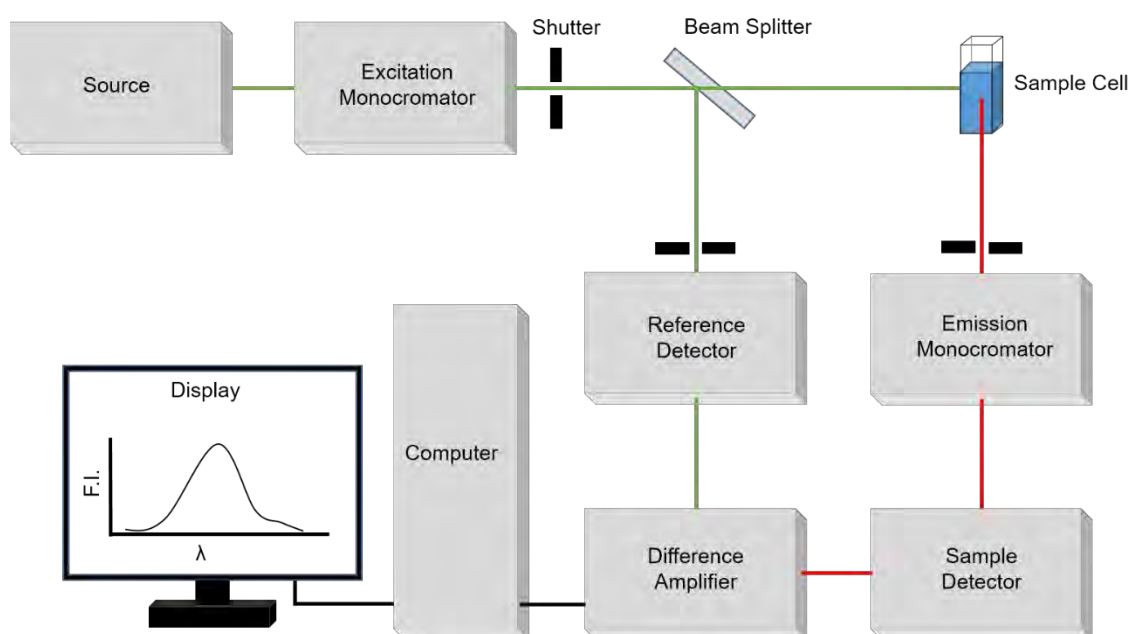 Shutter
Beam Splitter
Source
Excitation
Monocromator
Sample Cell
Reference
Detector
Emission
Monocromator
Display
F.I.
λ
Computer
Difference
Amplifier
Sample
Detector